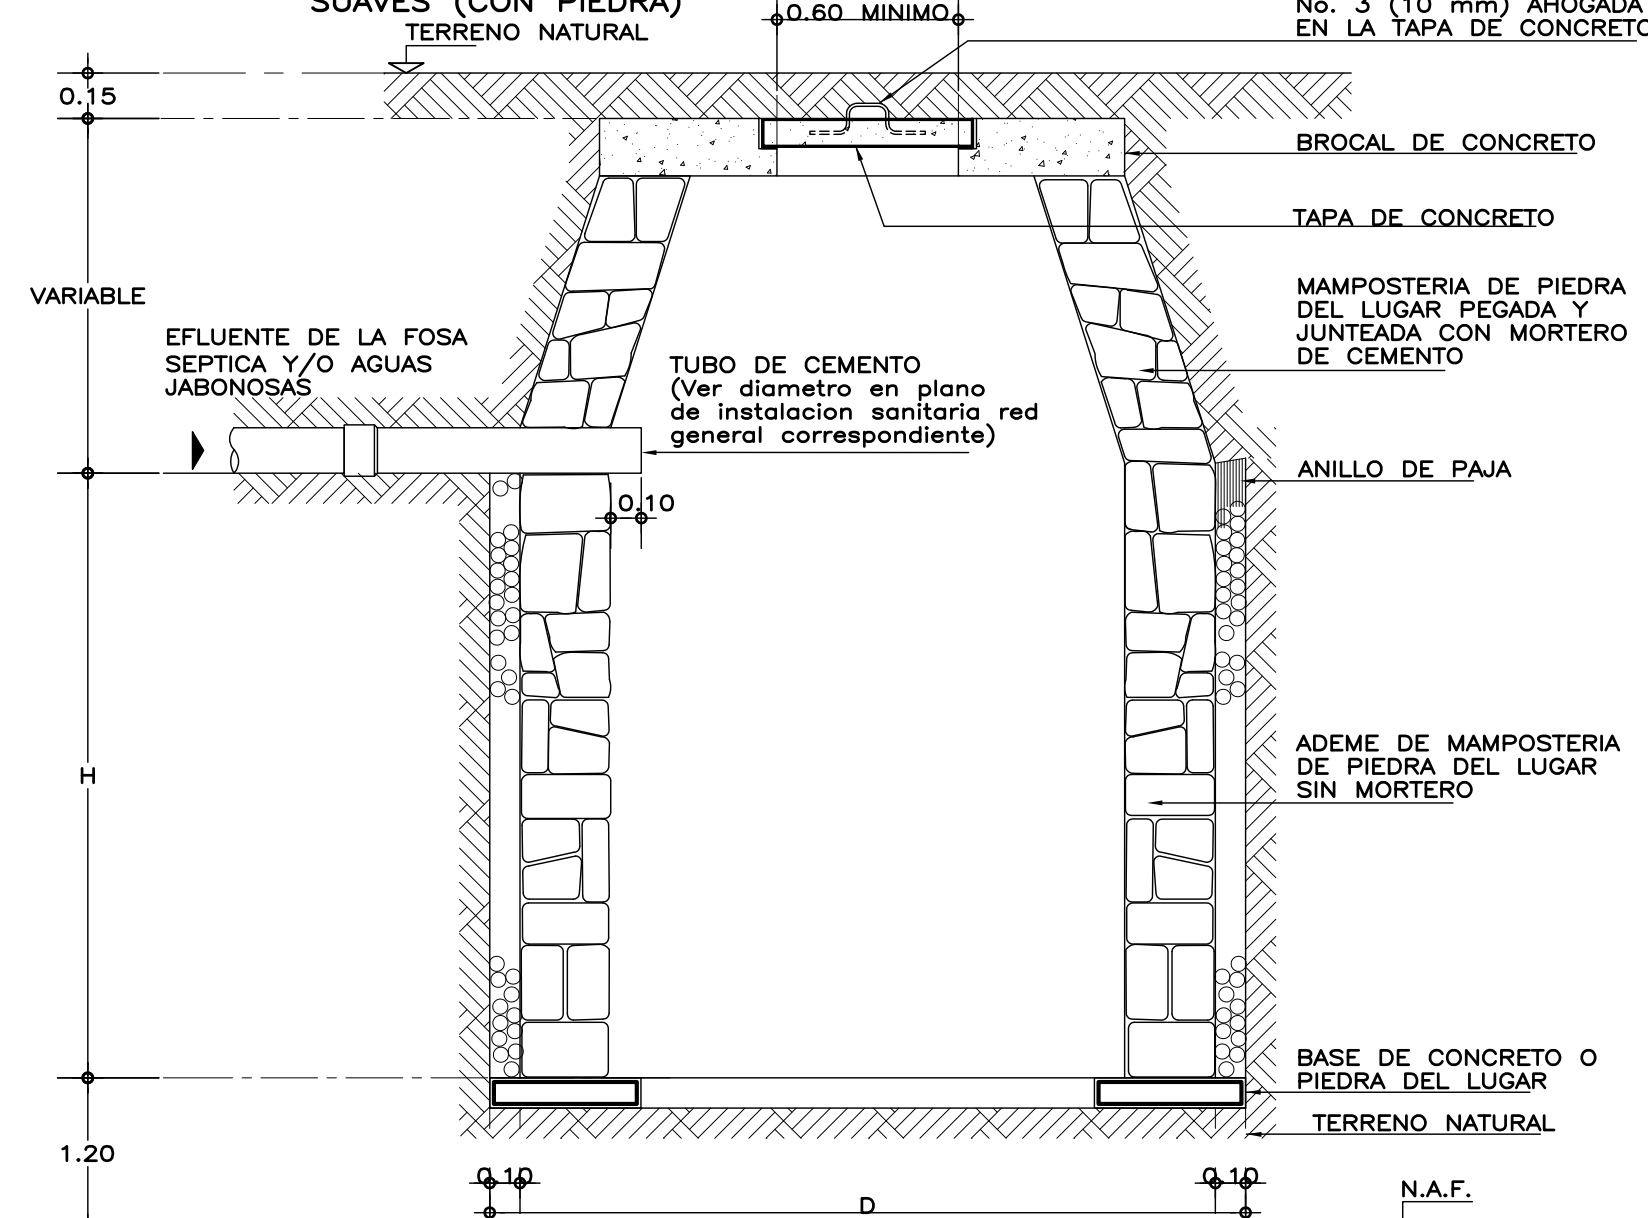 SUAVES (CON PIEDRA)
TERRENO NATURAL
0.60 MINIMO
No. 3 (10 mm) AHOGADA
EN LA TAPA DE CONCRETO
0.15
BROCAL DE CONCRETO
TAPA DE CONCRETO
VARIABLE
MAMPOSTERIA DE PIEDRA
DEL LUGAR PEGADA Y
JUNTEADA CON MORTERO
DE CEMENTO
EFLUENTE DE LA FOSA
SEPTICA Y/O AGUAS
JABONOSAS
TUBO DE CEMENTO
(Ver diametro en plano
de instalacion sanitaria red
general correspondiente)
ANILLO DE PAJA
0.10
ADEME DE MAMPOSTERIA
DE PIEDRA DEL LUGAR
SIN MORTERO
H
BASE DE CONCRETO O
PIEDRA DEL LUGAR
TERRENO NATURAL
1.20
0.10
0.10
D
N.A.F.